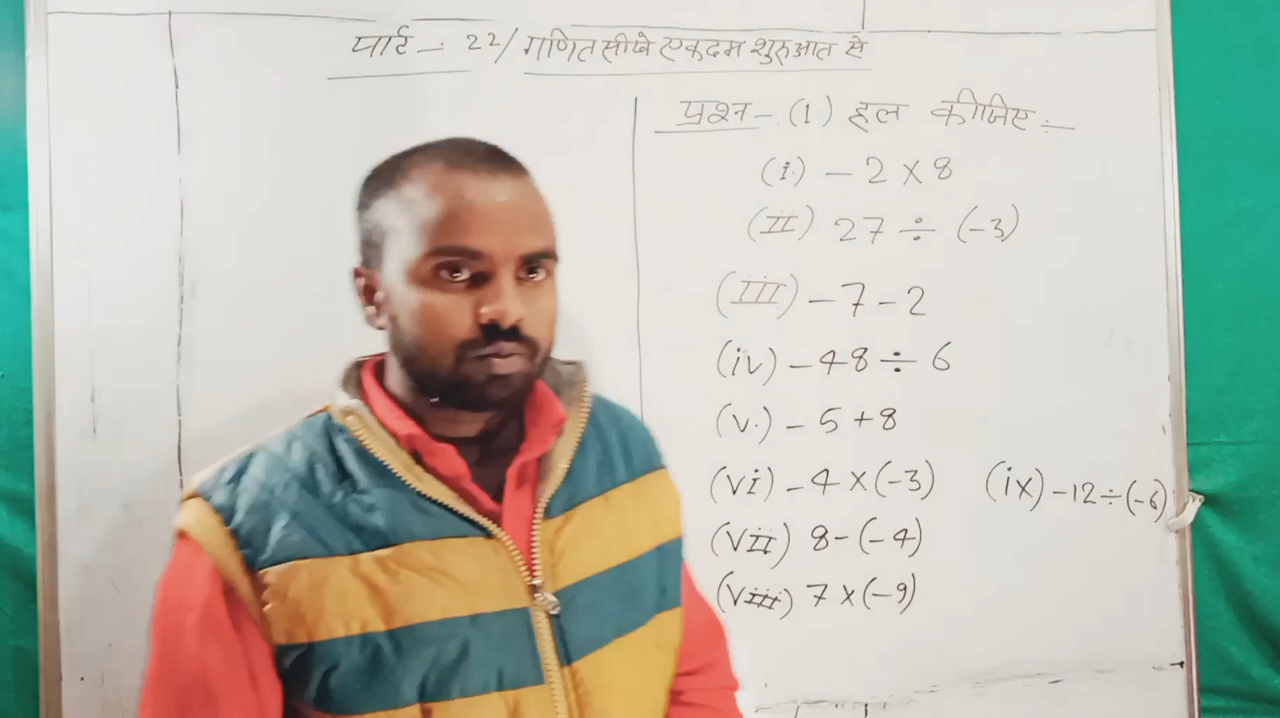 पार्ट - 22/ गणित सीखे एकदम शुरुआत से
प्रश्न - (1) हल कीजिए :-
(i) - 2 × 8
(II) 27 ÷ (-3)
(III) - 7 - 2
(iv) - 48 ÷ 6
(v.) - 5 + 8
(vi) - 4 × (-3)
(ix) - 12 ÷ (-6)
(vII) 8 - (-4)
(vIII) 7 × (-9)